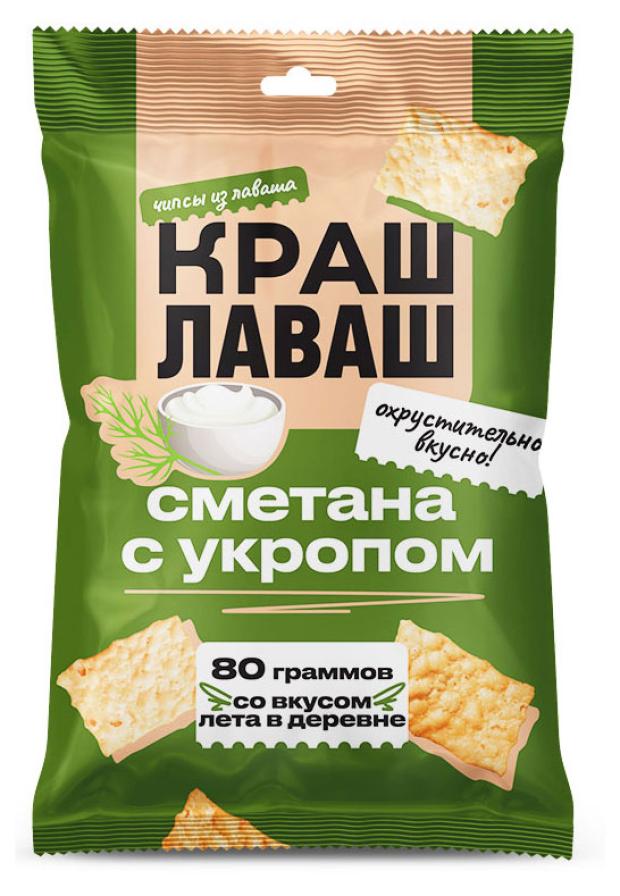 чипсы из лаваша
КРАШ
ЛАВАШ
охрустительно
вкусно!
сметана
с укропом
80 граммов
со вкусом
лета в деревне